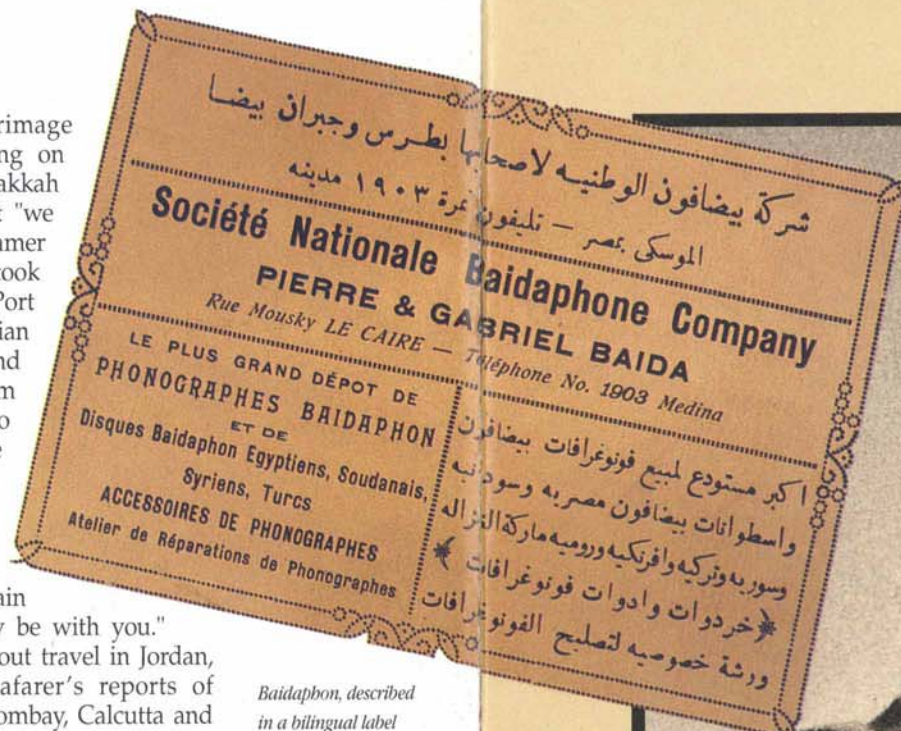 rimage
ng on
akkah
"we
mer
ook
Port
ian
nd
m
o
e
ain
y be with you."
out travel in Jordan,
afarer's reports of
ombay, Calcutta and
شركة بيضافون الوطنيه لاصحابها بطرس وجبران بيضا
الموسكى بمصر — تليفون نمرة ١٩٠٣ مدينه
Société Nationale Baidaphone Company
PIERRE & GABRIEL BAIDA
Rue Mousky LE CAIRE — Téléphone No. 1903 Medina
LE PLUS GRAND DÉPOT DE
PHONOGRAPHES BAIDAPHON
ET DE
Disques Baidaphon Egyptiens, Soudanais,
Syriens, Turcs
ACCESSOIRES DE PHONOGRAPHES
Atelier de Réparations de Phonographes
اكبر مستودع لمبيع فونوغرافات بيضافون
واسطوانات بيضافون مصريه وسودانيه
وسوريه وتركيه وافرنكيه وروميه ماركة الغزاله
﴿خردوات وادوات فونوغرافات﴾
ورشة خصوصيه لتصليح الفونوغرافات
Baidaphon, described
in a bilingual label